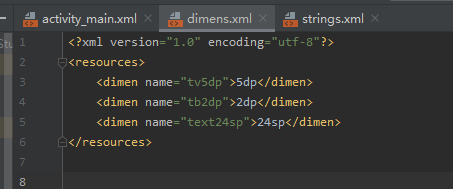 activity_main.xml dimens.xml strings.xml
1 <?xml version="1.0" encoding="utf-8"?>
2 <resources>
3 <dimen name="tv5dp">5dp</dimen>
4 <dimen name="tb2dp">2dp</dimen>
5 <dimen name="text24sp">24sp</dimen>
6 </resources>
7
8